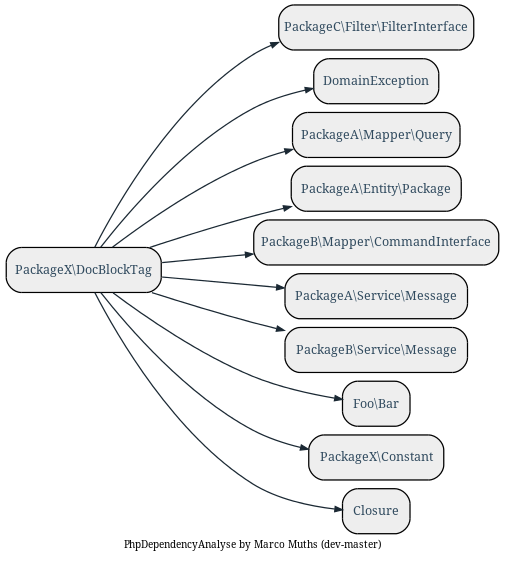 PackageC\Filter\FilterInterface
DomainException
PackageA\Mapper\Query
PackageA\Entity\Package
PackageB\Mapper\CommandInterface
PackageX\DocBlockTag
PackageA\Service\Message
PackageB\Service\Message
Foo\Bar
PackageX\Constant
Closure
PhpDependencyAnalyse by Marco Muths (dev-master)